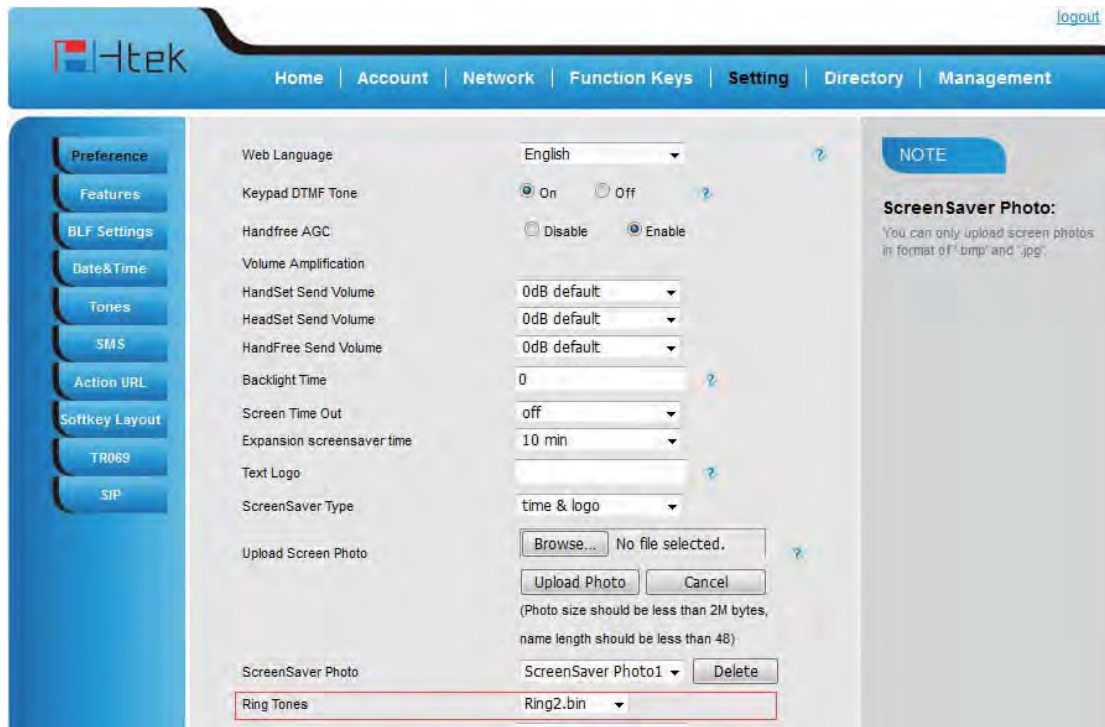 logout
Htek
Home | Account | Network | Function Keys | Setting | Directory | Management
Preference
Features
BLF Settings
Date&Time
Tones
SMS
Action URL
Softkey Layout
TR069
SIP
Web Language English ?
Keypad DTMF Tone On Off ?
Handfree AGC Disable Enable
Volume Amplification
HandSet Send Volume 0dB default
HeadSet Send Volume 0dB default
HandFree Send Volume 0dB default
Backlight Time 0 ?
Screen Time Out off
Expansion screensaver time 10 min
Text Logo ?
ScreenSaver Type time & logo
Upload Screen Photo Browse... No file selected. ?
Upload Photo Cancel
(Photo size should be less than 2M bytes,
name length should be less than 48)
ScreenSaver Photo ScreenSaver Photo1 Delete
Ring Tones Ring2.bin
NOTE
ScreenSaver Photo:
You can only upload screen photos
in format of '.bmp' and '.jpg'.